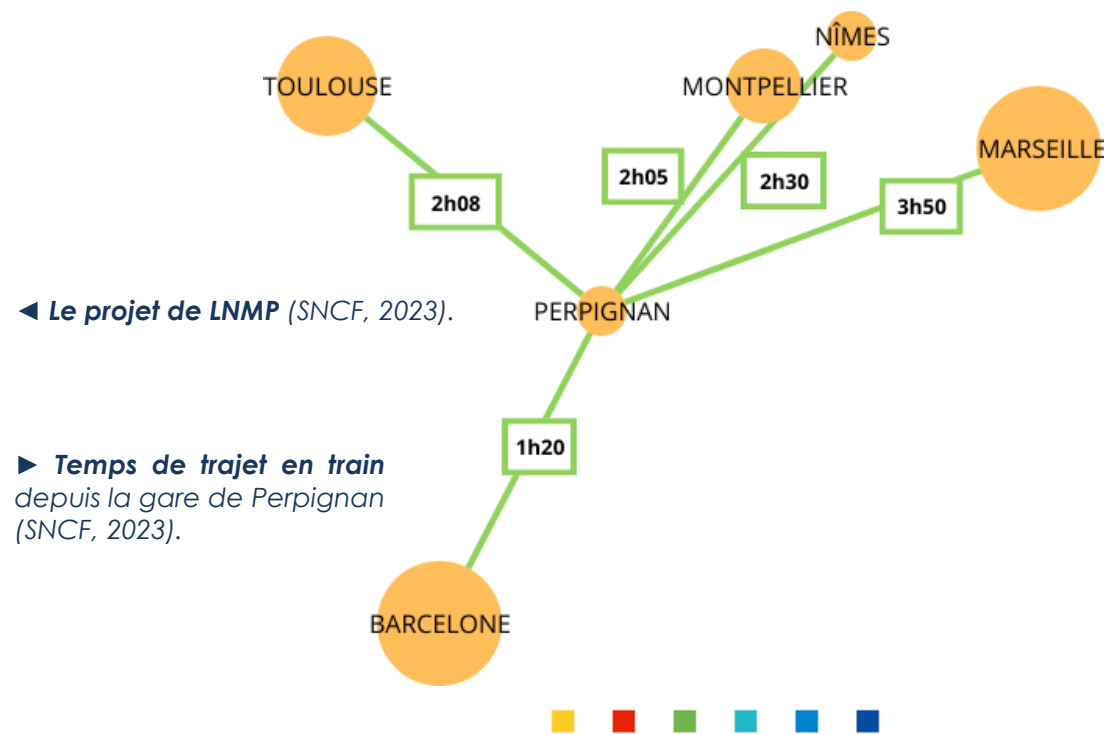 NÎMES
TOULOUSE
MONTPELLIER
MARSEILLE
2h05
2h30
2h08
3h50
◄ Le projet de LNMP (SNCF, 2023).
PERPIGNAN
1h20
► Temps de trajet en train
depuis la gare de Perpignan
(SNCF, 2023).
BARCELONE